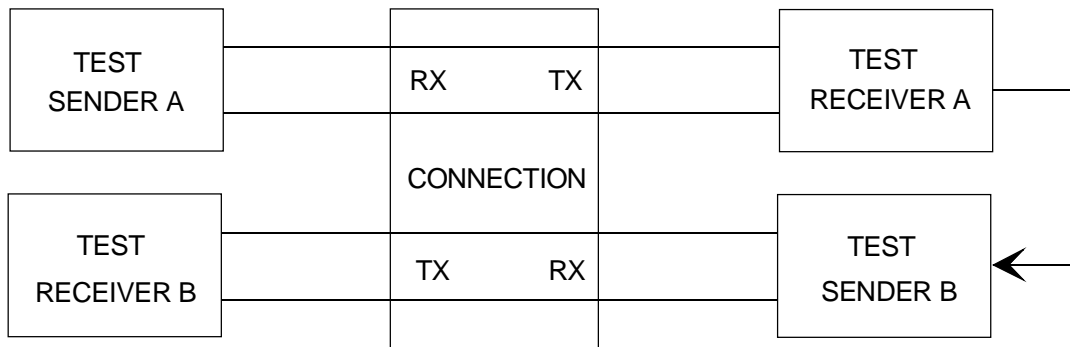 TEST
SENDER A
RX TX
TEST
RECEIVER A
CONNECTION
TEST
RECEIVER B
TX RX
TEST
SENDER B